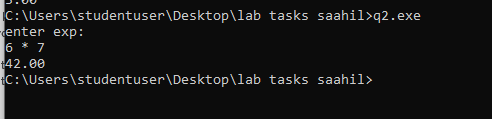 C:\Users\studentuser\Desktop\lab tasks saahil>q2.exe
enter exp:
6 * 7
42.00
C:\Users\studentuser\Desktop\lab tasks saahil>